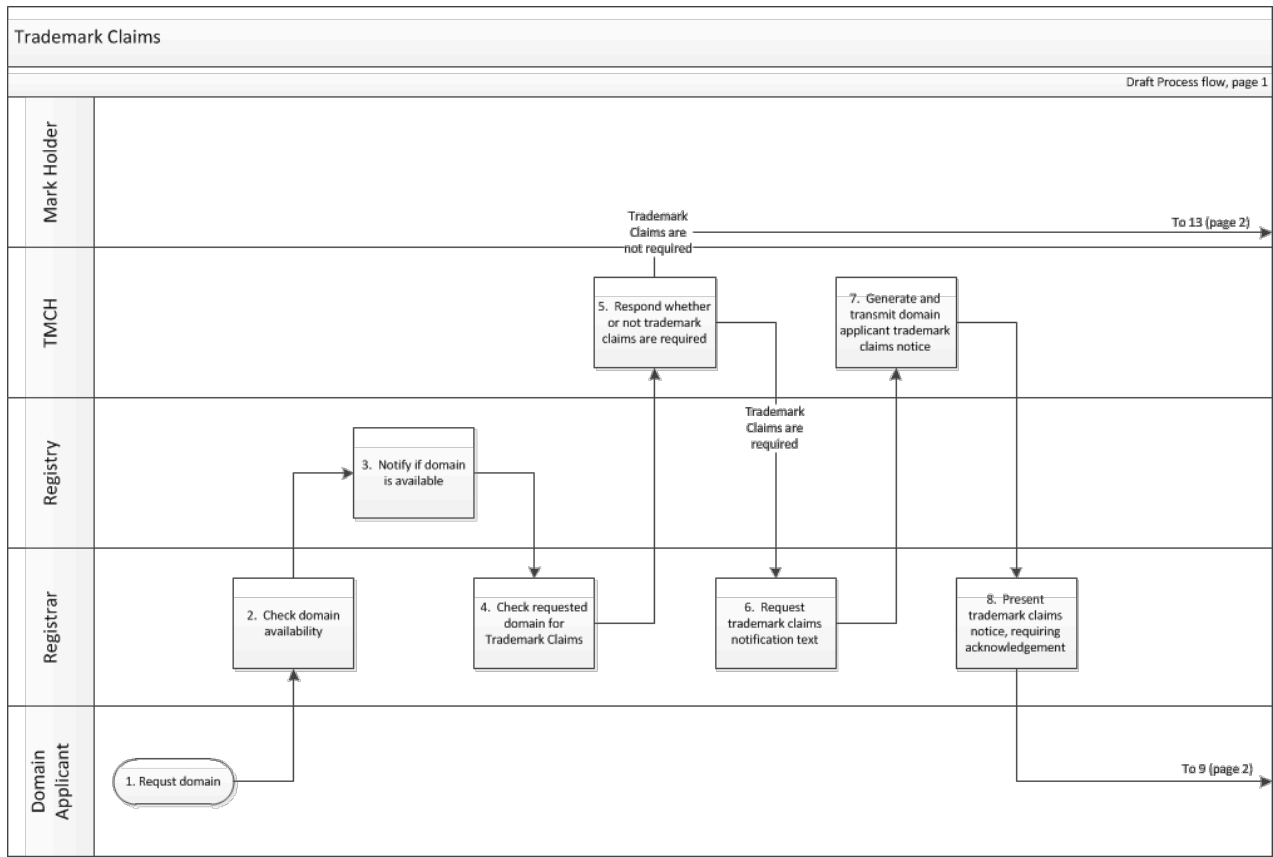 Trademark Claims
Draft Process flow, page 1
Mark Holder
Trademark
Claims are
not required
To 13 (page 2)
TMCH
5. Respond whether
or not trademark
claims are required
7. Generate and
transmit domain
applicant trademark
claims notice
Registry
3. Notify if domain
is available
Trademark
Claims are
required
Registrar
2. Check domain
availability
4. Check requested
domain for
Trademark Claims
6. Request
trademark claims
notification text
8. Present
trademark claims
notice, requiring
acknowledgement
Domain
Applicant
1. Requst domain
To 9 (page 2)